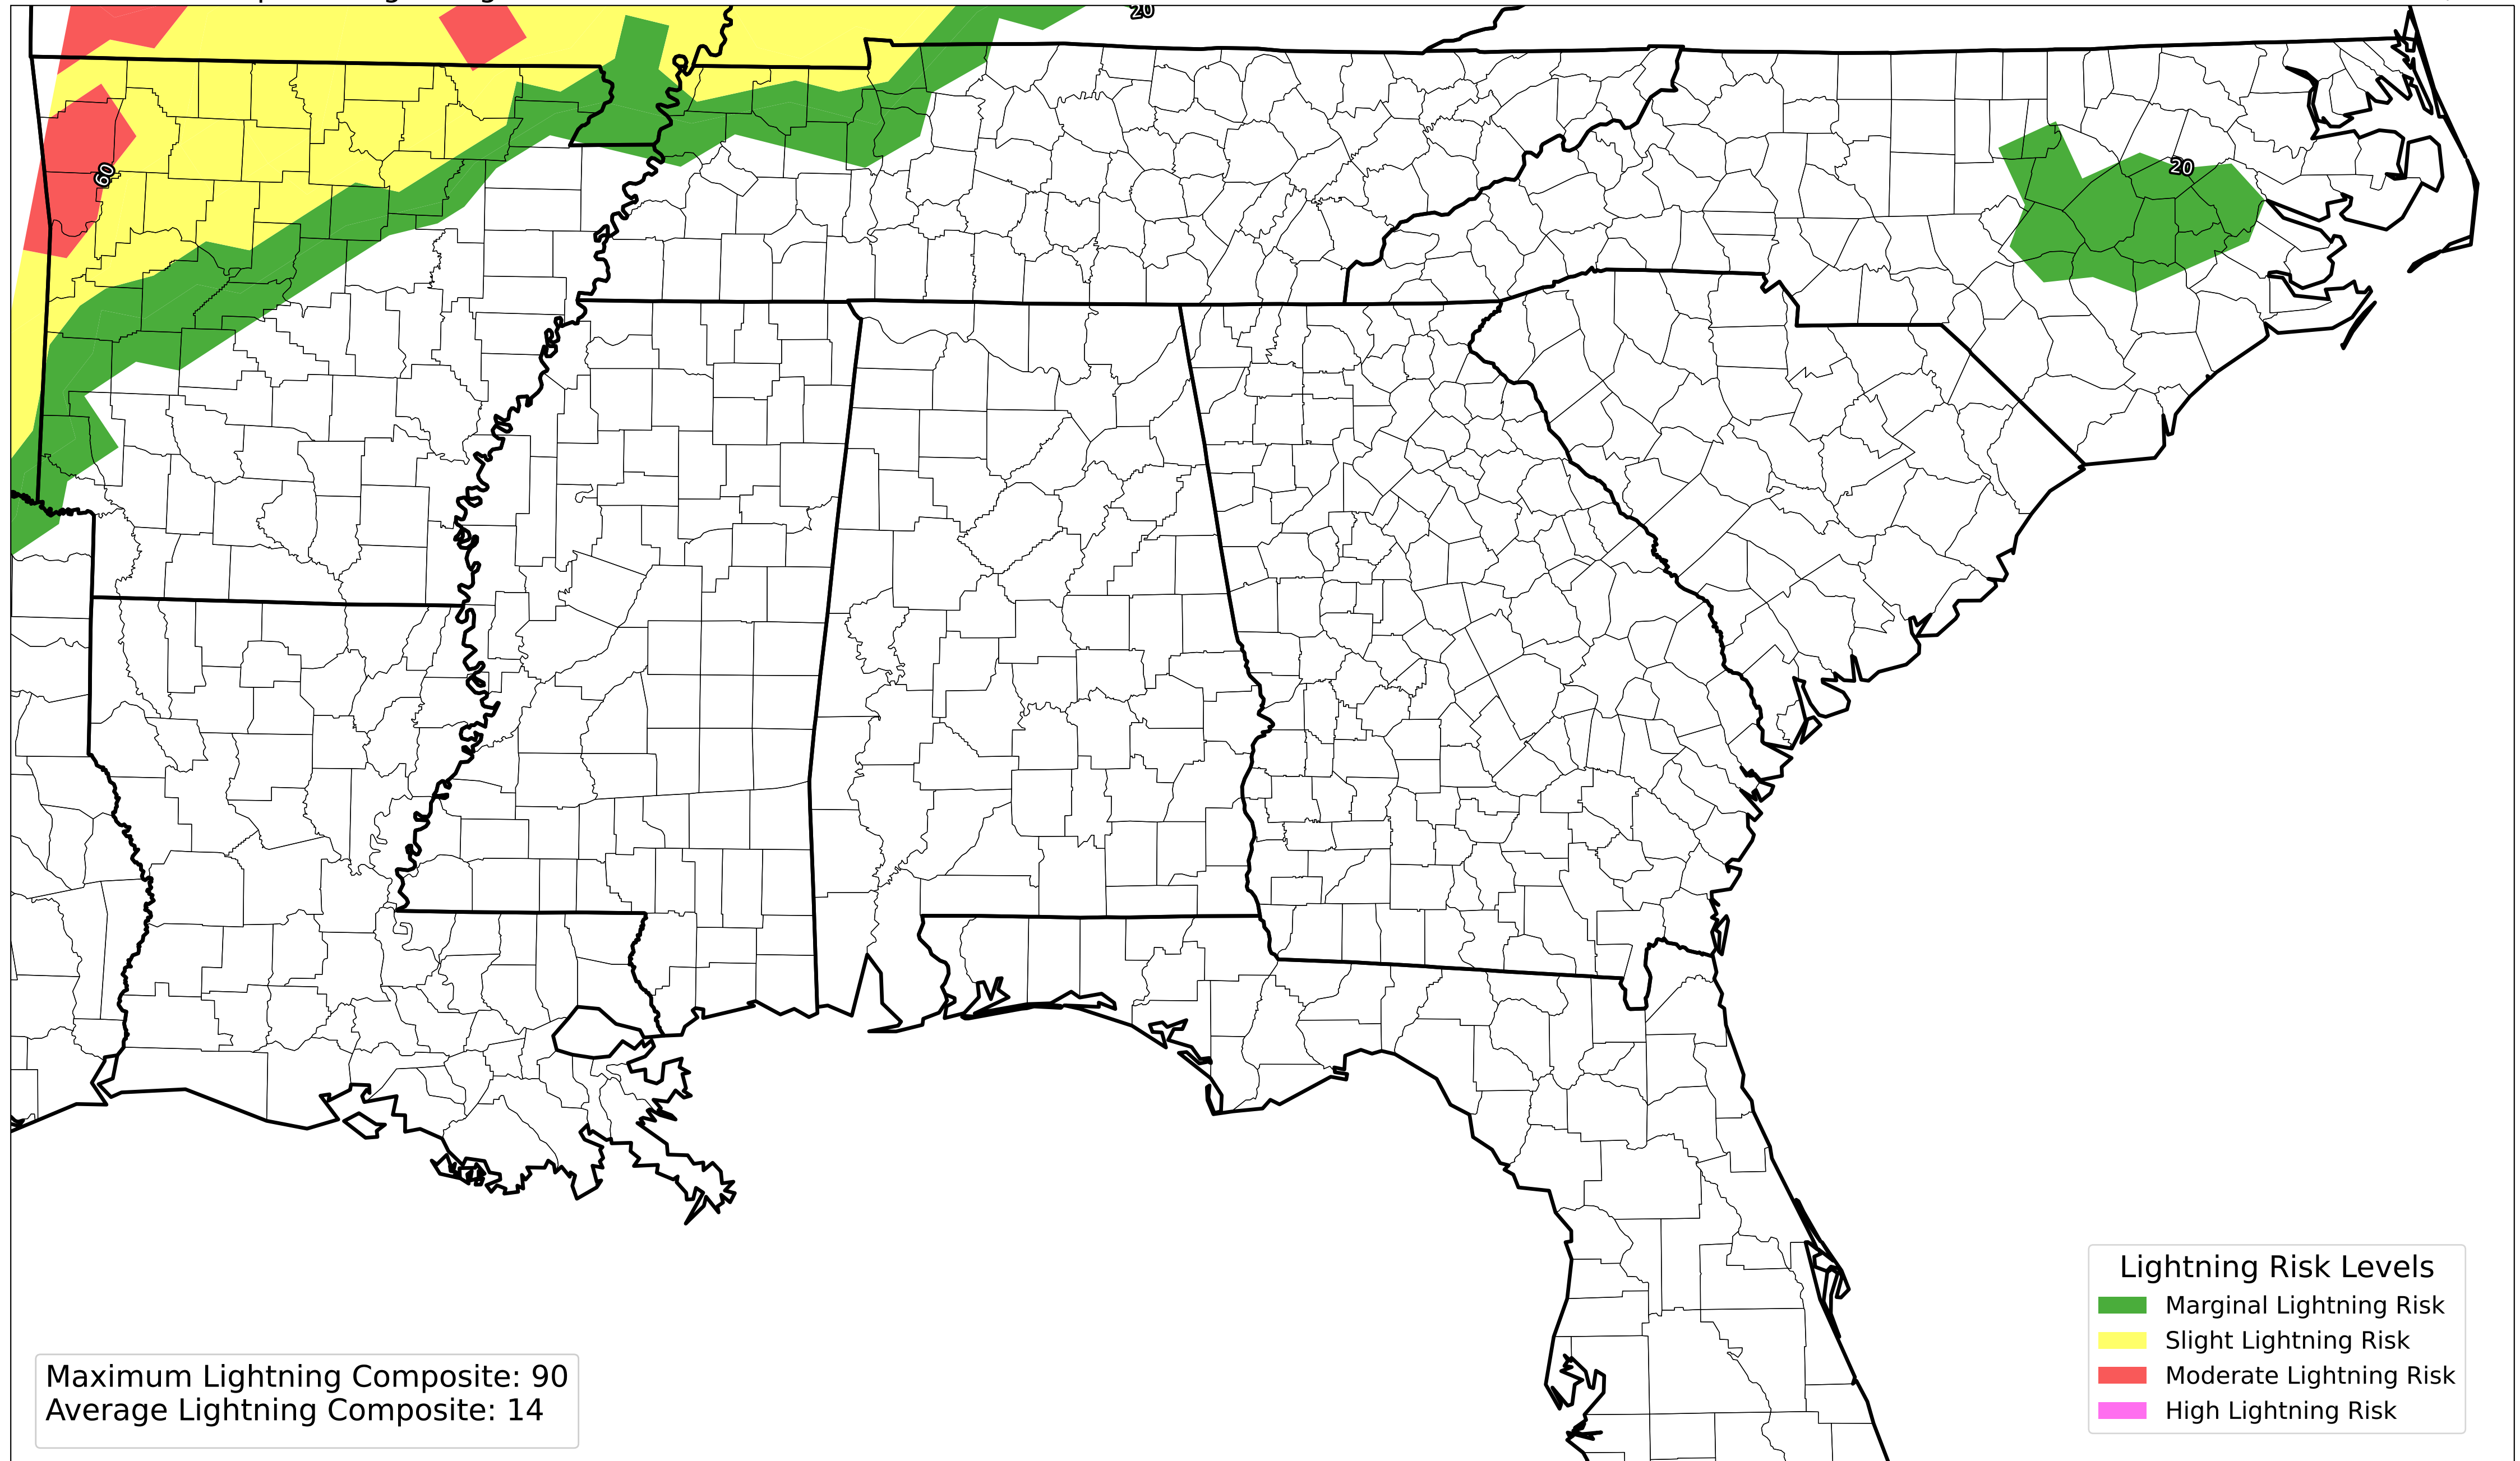 20
20
60
Lightning Risk Levels
Marginal Lightning Risk
Slight Lightning Risk
Moderate Lightning Risk
High Lightning Risk
Maximum Lightning Composite: 90
Average Lightning Composite: 14